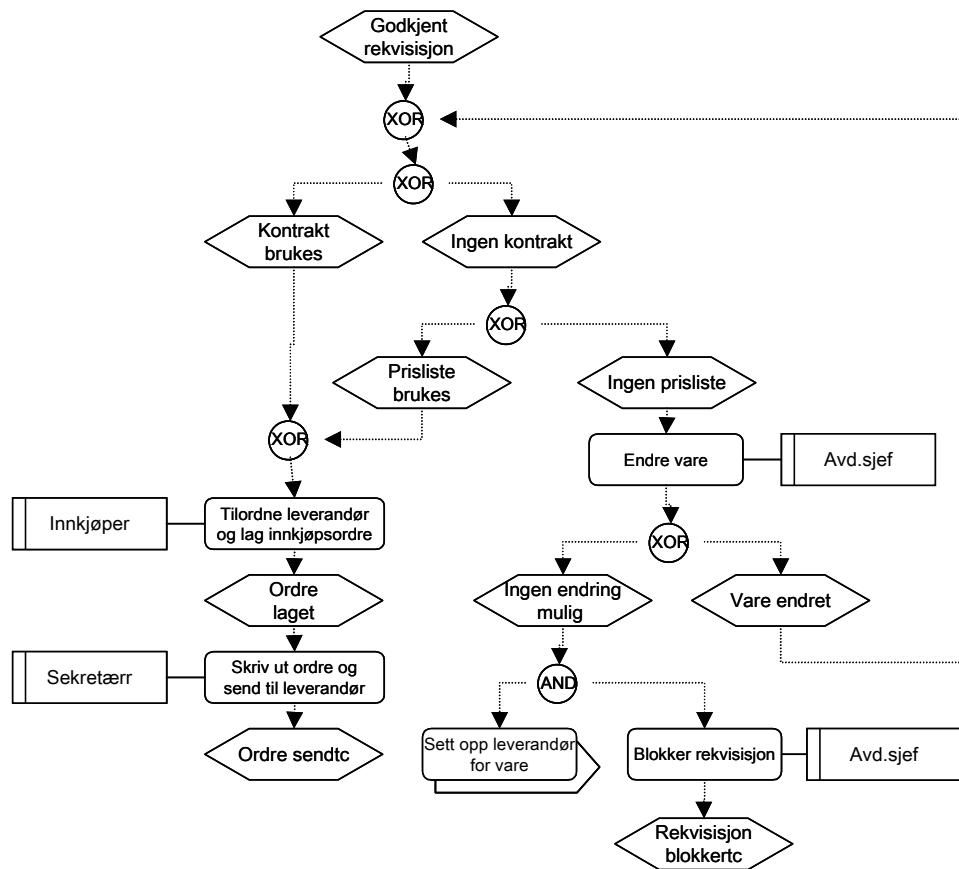 Godkjent
rekvisisjon
XOR
XOR
Kontrakt
brukes
Ingen kontrakt
XOR
Prisliste
brukes
Ingen prisliste
XOR
Endre vare
Avd.sjef
Innkjøper
Tilordne leverandør
og lag innkjøpsordre
XOR
Ordre
laget
Ingen endring
mulig
Vare endret
Sekretærr
Skriv ut ordre og
send til leverandør
AND
Ordre sendtc
Sett opp leverandør
for vare
Blokker rekvisisjon
Avd.sjef
Rekvisisjon
blokkertc